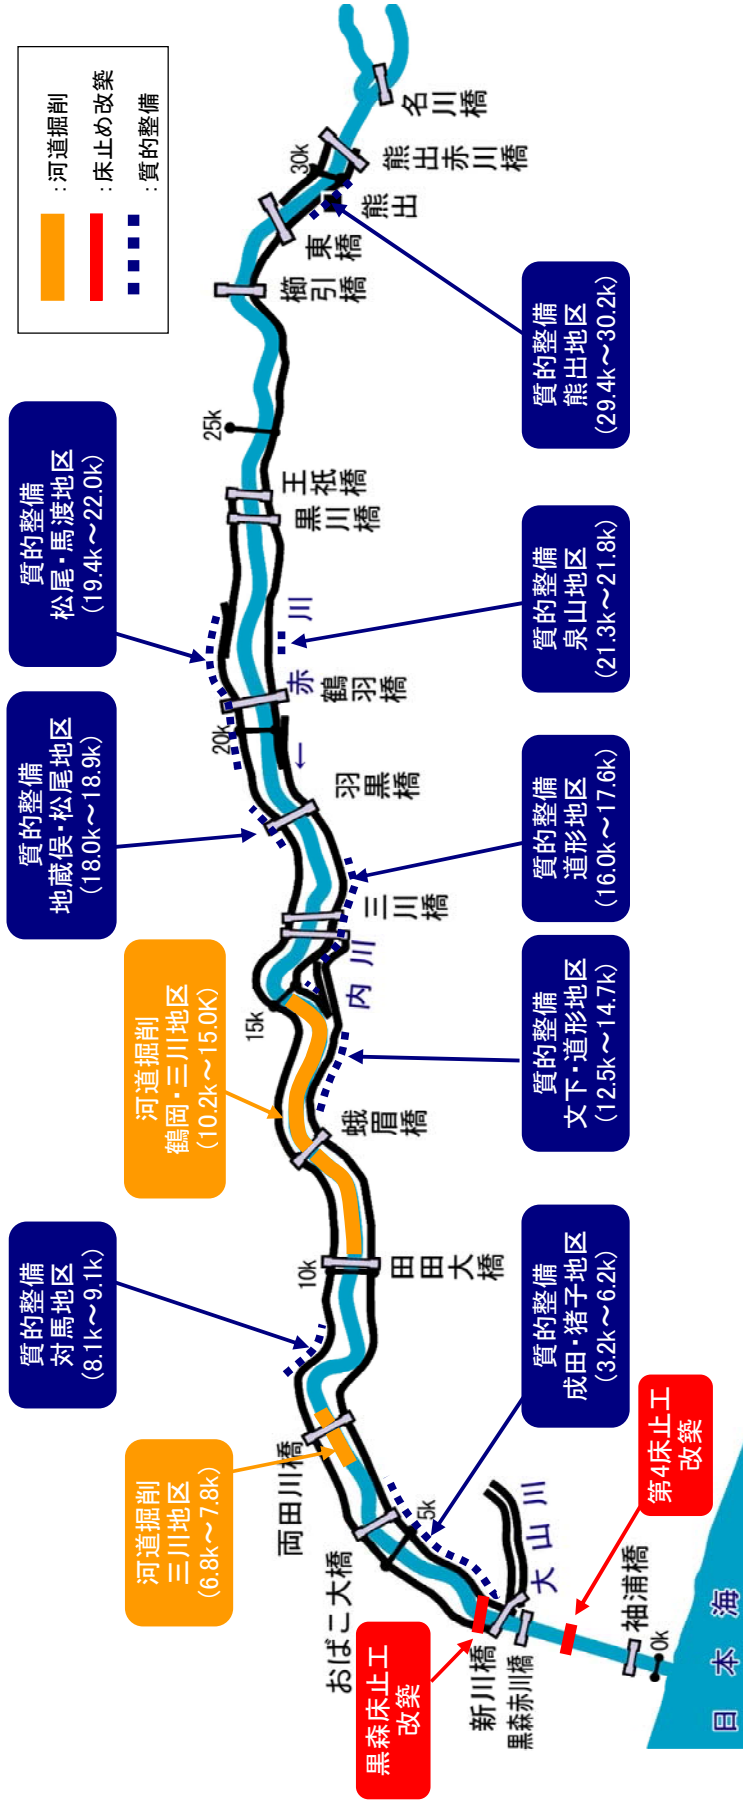 :河道掘削
:床止め改築
:質的整備
質的整備
対馬地区
(8.1k~9.1k)
質的整備
地蔵俣・松尾地区
(18.0k~18.9k)
質的整備
松尾・馬渡地区
(19.4k~22.0k)
河道掘削
三川地区
(6.8k~7.8k)
河道掘削
鶴岡・三川地区
(10.2k~15.0K)
両田川橋
おばこ大橋
黒森床止工
改築
新川橋
黒森赤川橋
袖浦橋
0k
5k
10k
15k
20k
25k
30k
日本海
大山川
内川
赤川
←
田田大橋
蛾眉橋
三川橋
羽黒橋
鶴羽橋
黒川橋
王祇橋
櫛引橋
東橋
熊出
熊出赤川橋
名川橋
第4床止工
改築
質的整備
成田・猪子地区
(3.2k~6.2k)
質的整備
文下・道形地区
(12.5k~14.7k)
質的整備
道形地区
(16.0k~17.6k)
質的整備
泉山地区
(21.3k~21.8k)
質的整備
熊出地区
(29.4k~30.2k)